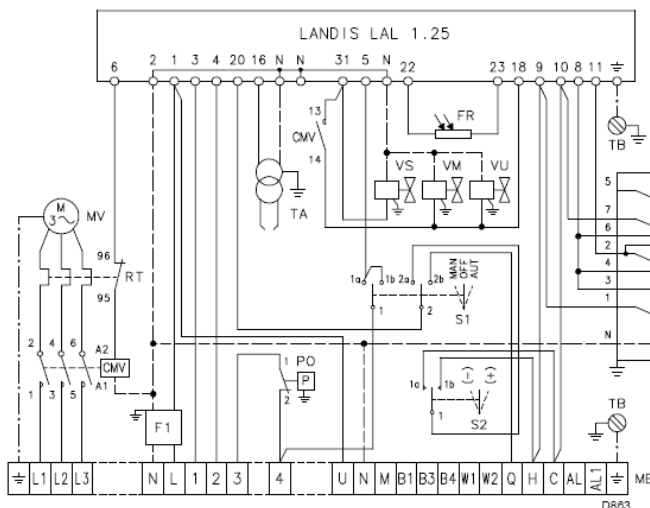 LANDIS LAL 1.25
6 2 1 3 4 20 16 N N 31 5 N 22 23 18 9 10 8 11
13
CMV
14
FR
TB
VS VM VU
TA
M
3
MV
5
7
6
2
4
3
1
N
96
RT
95
1a 1b 2a 2b
MAN
OFF
AUT
1 2
S1
2 4 6 A2
CMV
1 3 5 A1
1 PO
P
2
1a 1b (-) (+)
1
S2
F1
TB
L1 L2 L3 N L 1 2 3 4 U N M B1 B3 B4 W1 W2 Q H C AL AL1 MB
D863